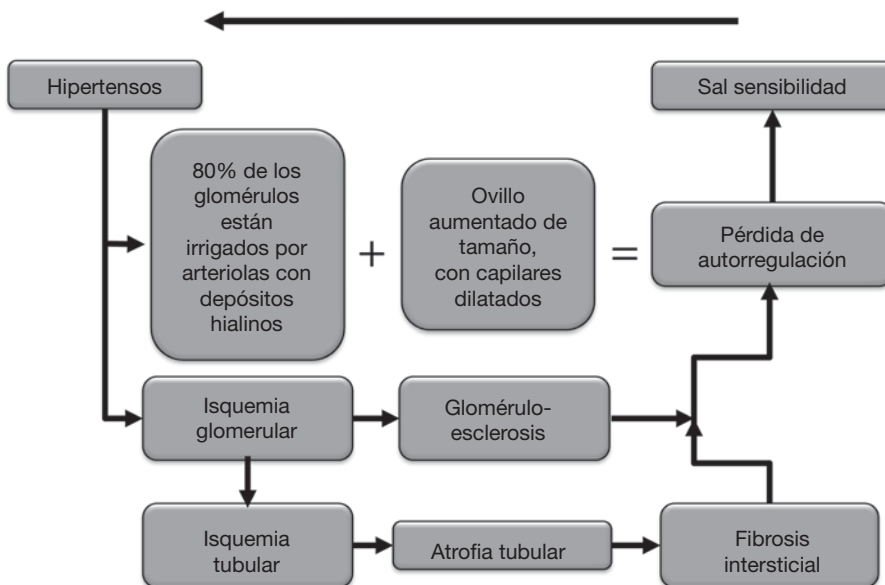 Hipertensos
Sal sensibilidad
80% de los
glomérulos
están
irrigados por
arteriolas con
depósitos
hialinos
+
Ovillo
aumentado de
tamaño,
con capilares
dilatados
=
Pérdida de
autorregulación
Isquemia
glomerular
Glomérulo-
esclerosis
Isquemia
tubular
Atrofia tubular
Fibrosis
intersticial